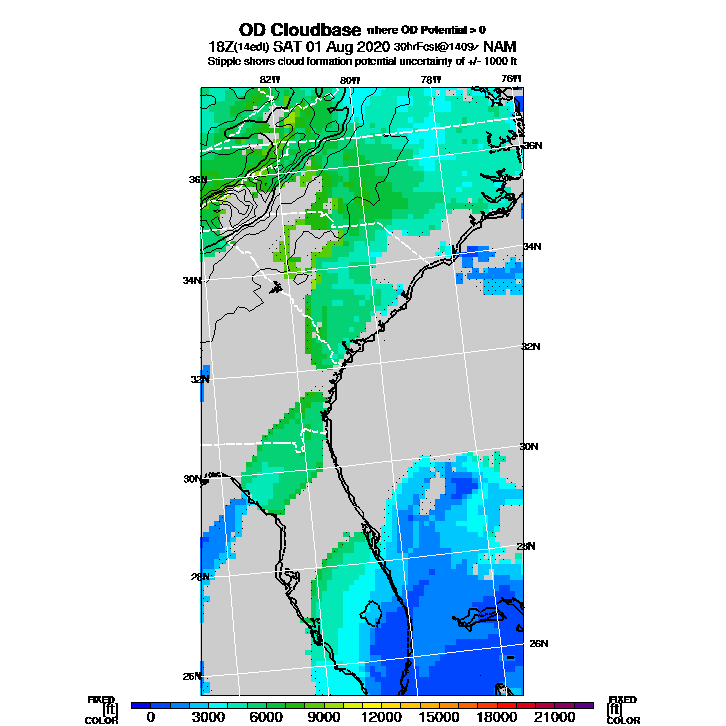 OD Cloudbase where OD Potential > 0
18Z(14edt) SAT 01 Aug 2020 39hrFcst@1409z NAM
Stipple shows cloud formation potential uncertainty of +/- 1000 ft
82W 80W 78W 76W
36N
36N
34N
34N
32N
32N
30N
30N
28N
28N
26N
26N
FIXED FIXED
[ft] [ft]
COLOR COLOR
0 3000 6000 9000 12000 15000 18000 21000